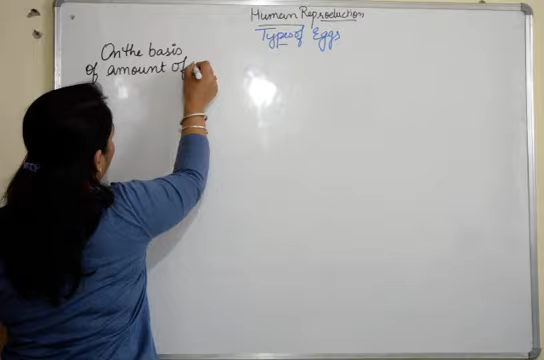 Human Reproduction
Types of Eggs
On the basis
of amount of